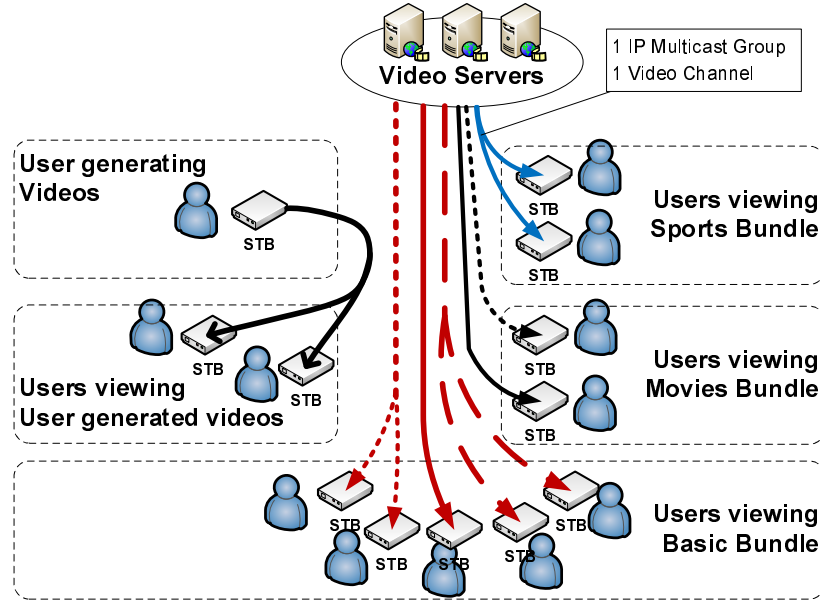 Video Servers
1 IP Multicast Group
1 Video Channel
User generating
Videos
STB
STB
STB
Users viewing
Sports Bundle
STB
STB
Users viewing
User generated videos
STB
STB
Users viewing
Movies Bundle
STB
STB
STB
STB
STB
Users viewing
Basic Bundle